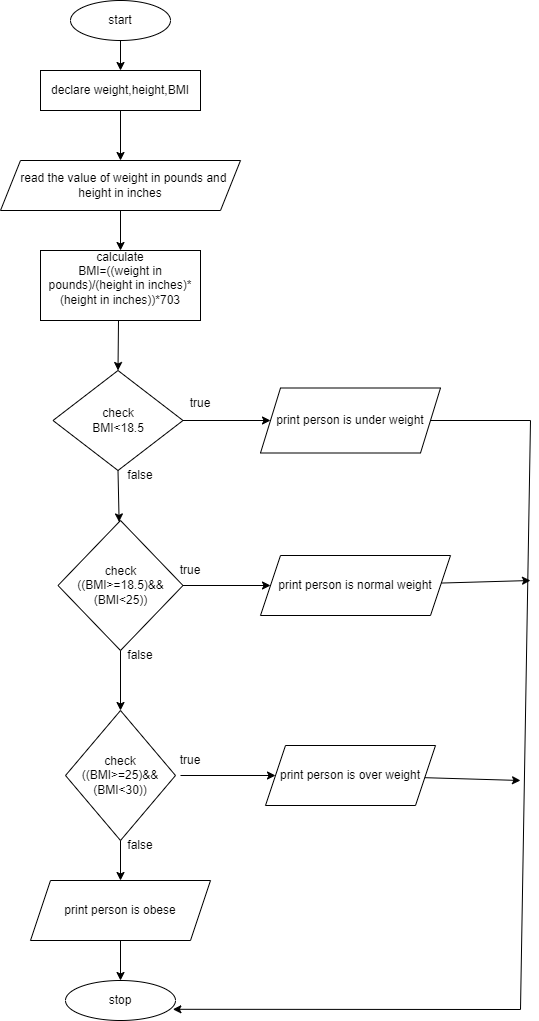 start
declare weight,height,BMI
read the value of weight in pounds and
height in inches
calculate
BMI=((weight in
pounds)/(height in inches)*
(height in inches))*703
check
BMI<18.5
true
print person is under weight
false
check
((BMI>=18.5)&&
(BMI<25))
true
print person is normal weight
false
check
((BMI>=25)&&
(BMI<30))
true
print person is over weight
false
print person is obese
stop